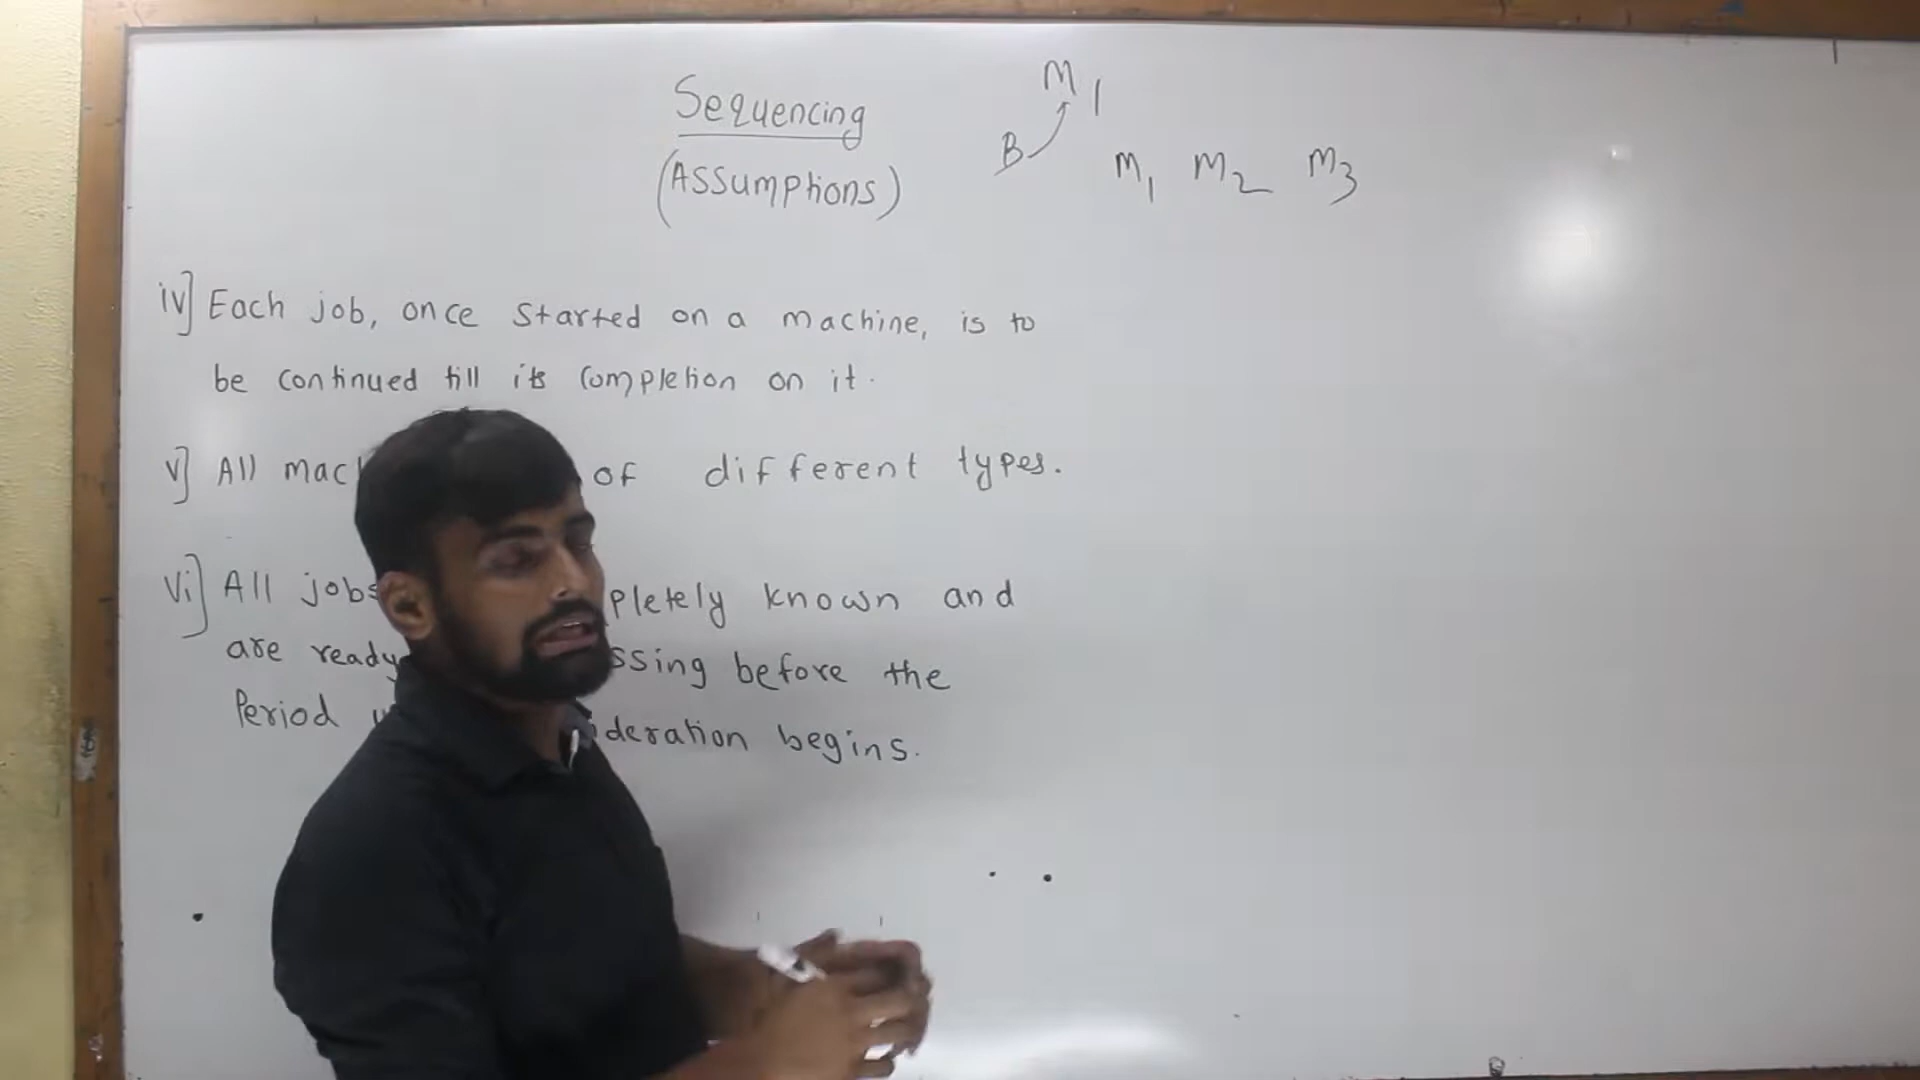 Sequencing
(Assumptions)
M1
B
M1 M2 M3
iv] Each job, once started on a machine, is to
be continued till its completion on it.
v] All mac of different types.
vi] All jobs pletely known and
are ready ssing before the
Period ideration begins.